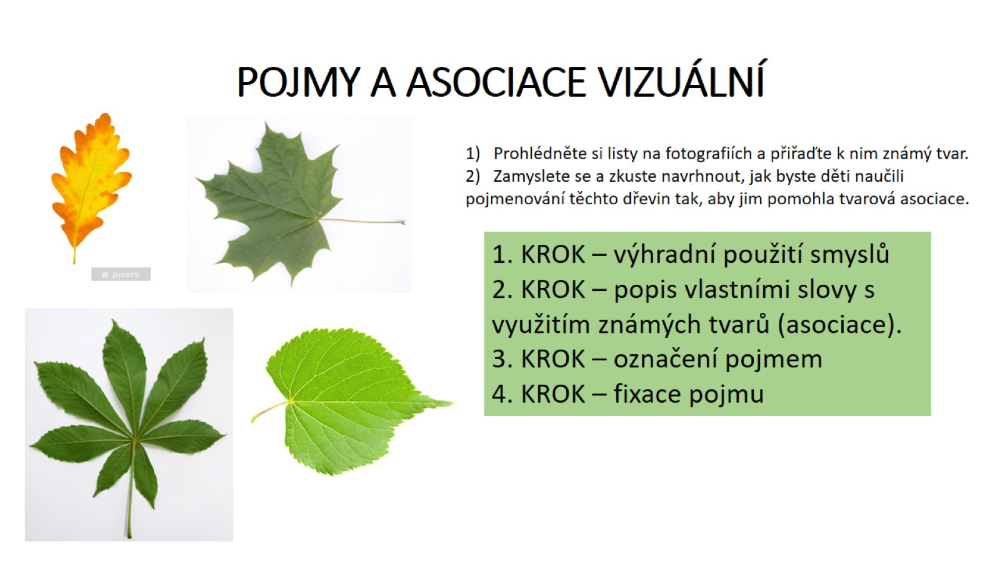 POJMY A ASOCIACE VIZUÁLNÍ
1) Prohlédněte si listy na fotografiích a přiřaďte k nim známý tvar.
2) Zamyslete se a zkuste navrhnout, jak byste děti naučili
pojmenování těchto dřevin tak, aby jim pomohla tvarová asociace.
1. KROK – výhradní použití smyslů
2. KROK – popis vlastními slovy s
využitím známých tvarů (asociace).
3. KROK – označení pojmem
4. KROK – fixace pojmu
pixers